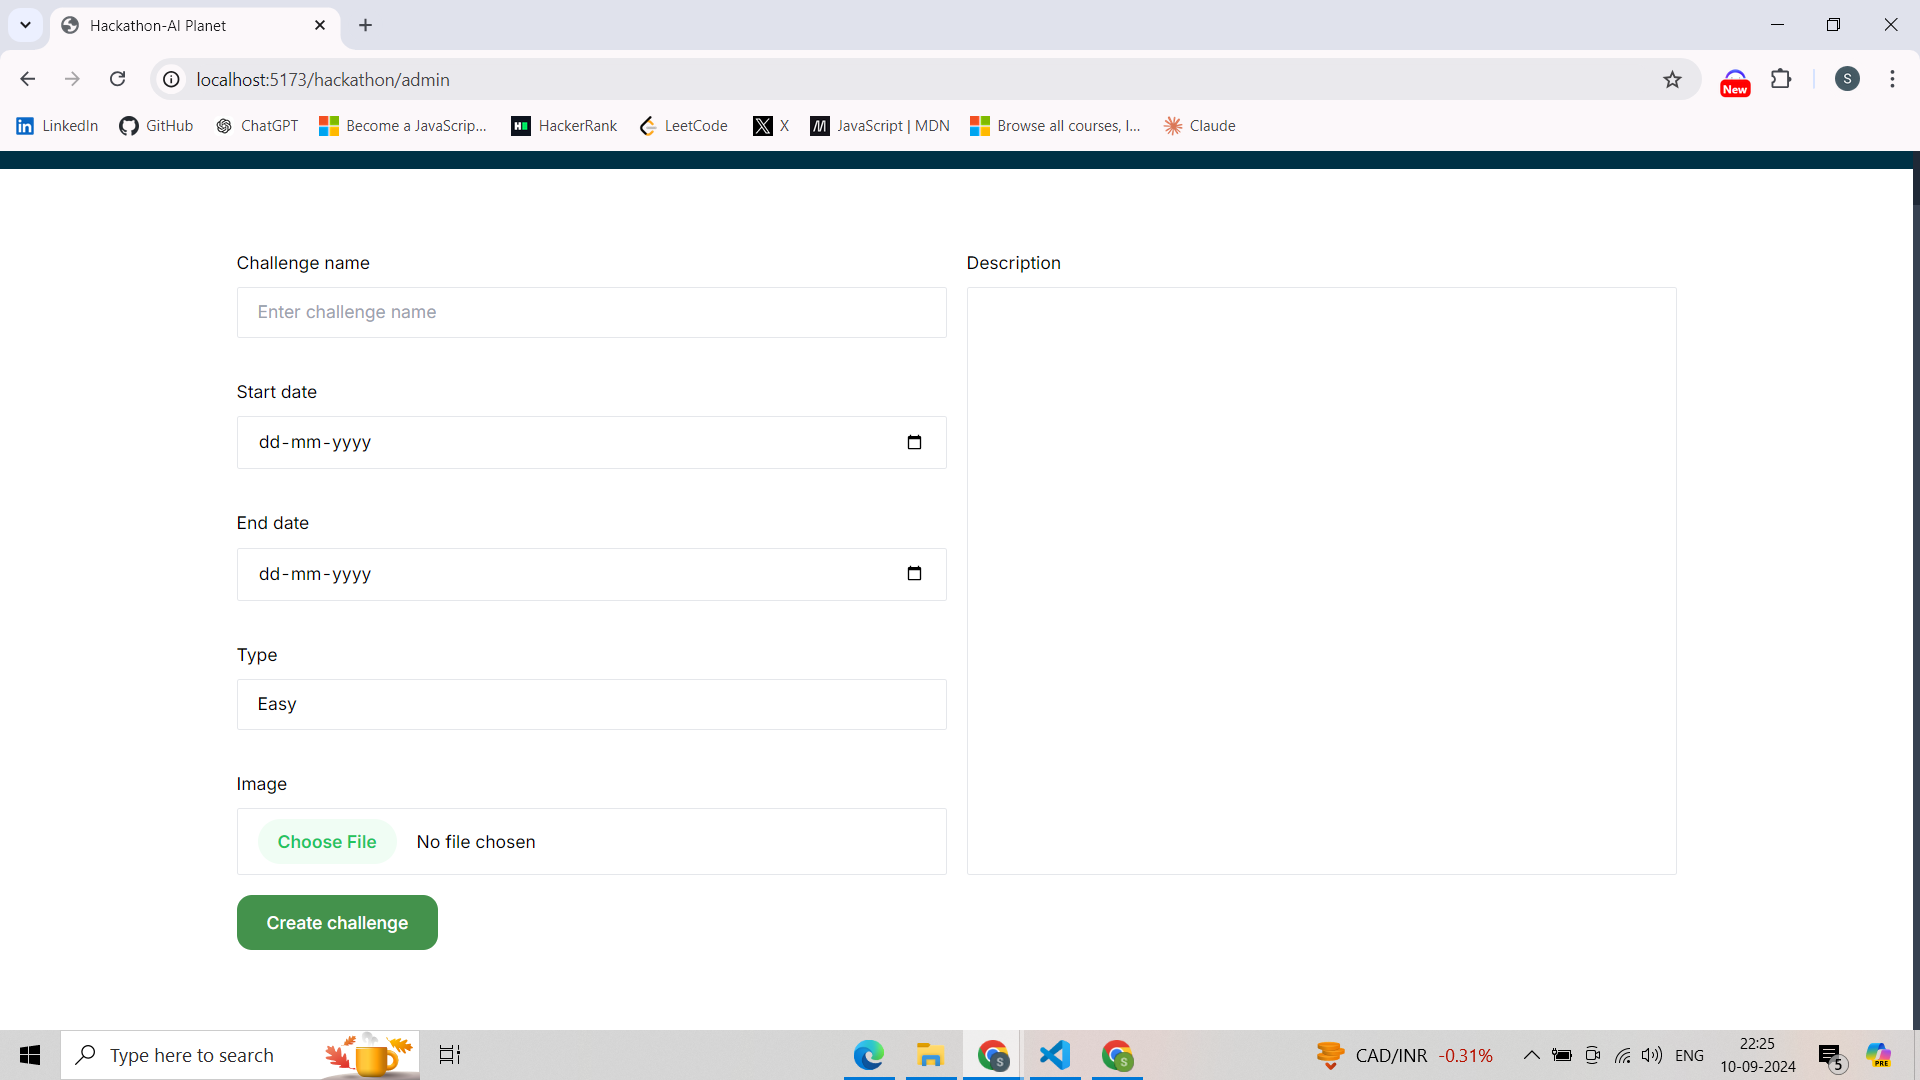 Hackathon-AI Planet
localhost:5173/hackathon/admin
New
S
LinkedIn GitHub ChatGPT Become a JavaScrip... HackerRank LeetCode X JavaScript | MDN Browse all courses, l... Claude
Challenge name
Enter challenge name
Start date
dd-mm-yyyy
End date
dd-mm-yyyy
Type
Easy
Image
Choose File No file chosen
Create challenge
Description
Type here to search
CAD/INR -0.31%
ENG
22:25
10-09-2024
5
PRE